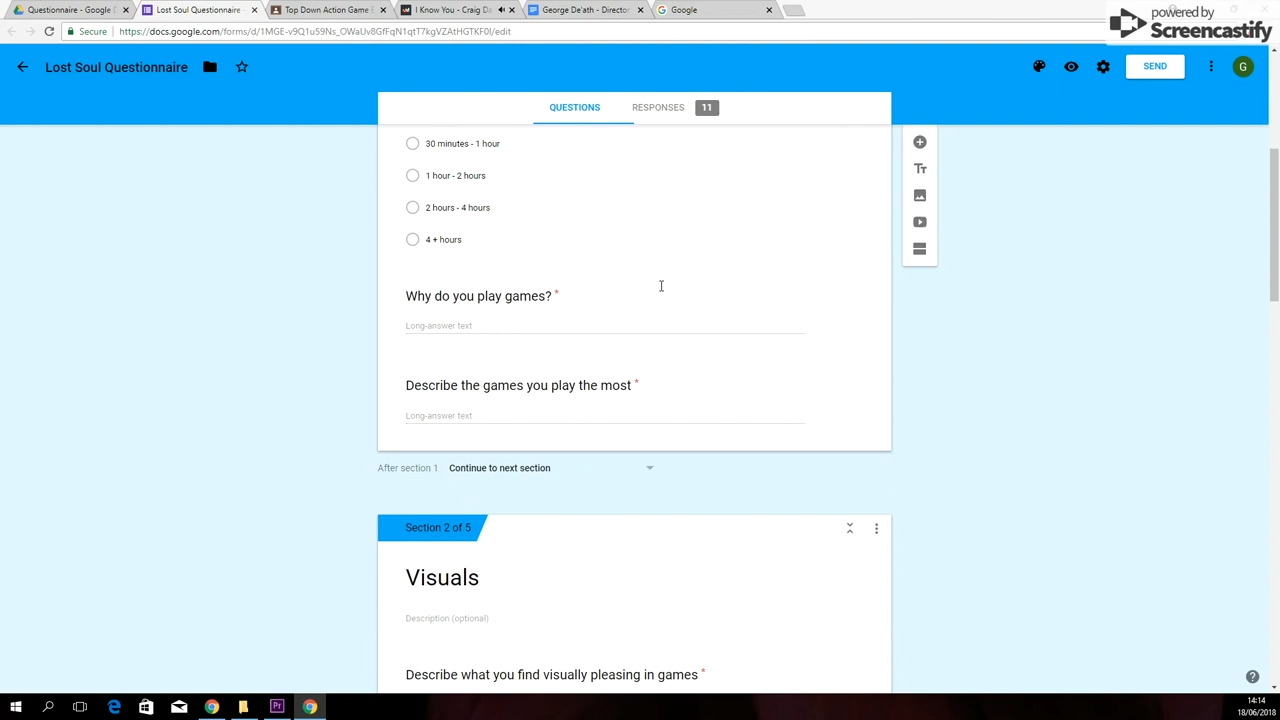 Questionnaire - Google D
Lost Soul Questionnaire -
Top Down Action Game E
I Know You - Craig Da
George De'ath - Director
Google
powered by
Screencastify
Secure
https://docs.google.com/forms/d/1MGE-v9Q1u59Ns_OWaUv8GfFqN1qtT7kgVZAtHGTKF0I/edit
Lost Soul Questionnaire
SEND
G
QUESTIONS
RESPONSES
11
30 minutes - 1 hour
1 hour - 2 hours
2 hours - 4 hours
4 + hours
Why do you play games? *
Long-answer text
Describe the games you play the most *
Long-answer text
After section 1
Continue to next section
Section 2 of 5
Visuals
Description (optional)
Describe what you find visually pleasing in games *
14:14
18/06/2018